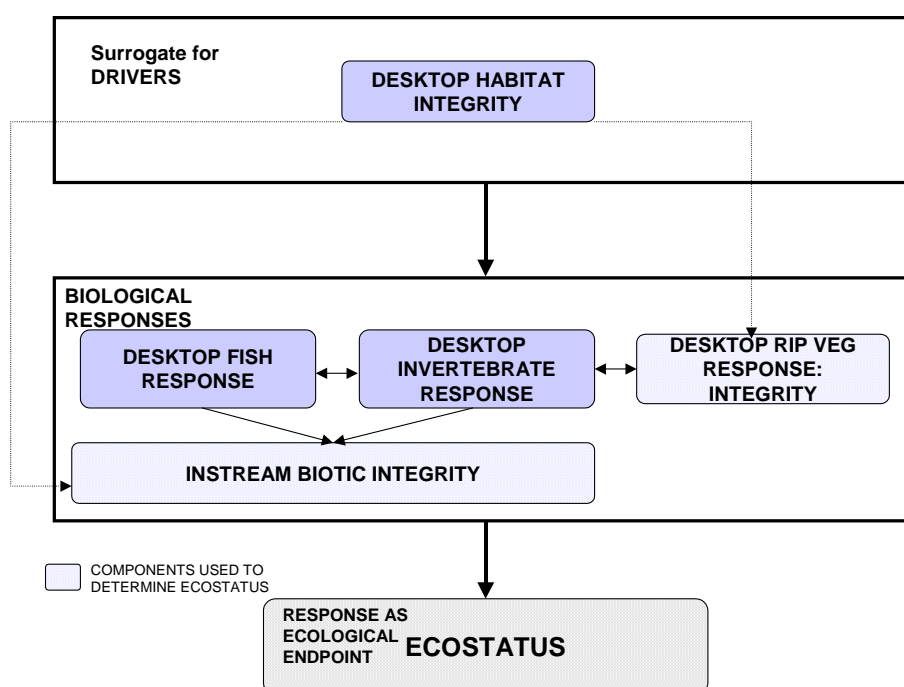 Surrogate for
DRIVERS
DESKTOP HABITAT
INTEGRITY
BIOLOGICAL
RESPONSES
DESKTOP FISH
RESPONSE
DESKTOP
INVERTEBRATE
RESPONSE
DESKTOP RIP VEG
RESPONSE:
INTEGRITY
INSTREAM BIOTIC INTEGRITY
COMPONENTS USED TO
DETERMINE ECOSTATUS
RESPONSE AS
ECOLOGICAL
ENDPOINT
ECOSTATUS